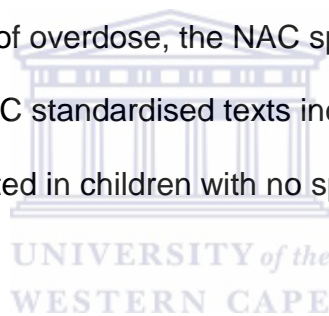 of overdose, the NAC sp
C standardised texts inc
ted in children with no sp
UNIVERSITY of the
WESTERN CAPE